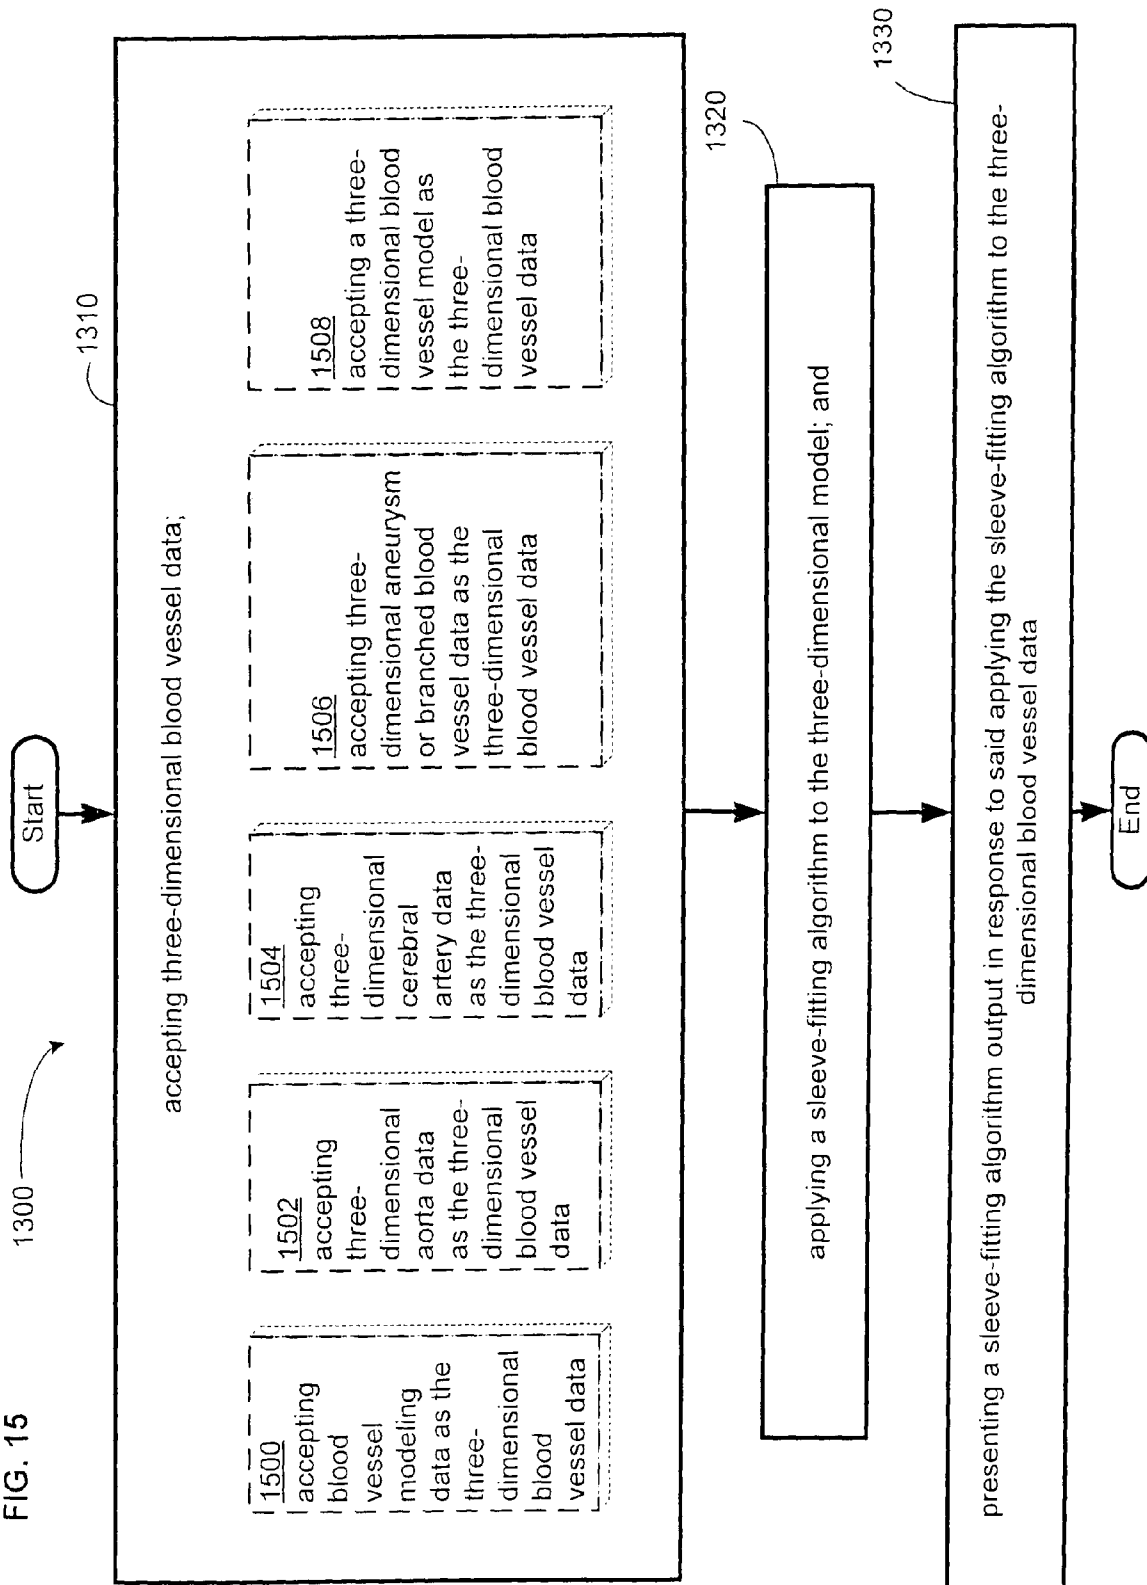 FIG. 15
1300
Start
1310
accepting three-dimensional blood vessel data;
1500
accepting
blood
vessel
modeling
data as the
three-
dimensional
blood
vessel data
1502
accepting
three-
dimensional
aorta data
as the three-
dimensional
blood vessel
data
1504
accepting
three-
dimensional
cerebral
artery data
as the three-
dimensional
blood vessel
data
1506
accepting three-
dimensional aneurysm
or branched blood
vessel data as the
three-dimensional
blood vessel data
1508
accepting a three-
dimensional blood
vessel model as
the three-
dimensional blood
vessel data
1320
applying a sleeve-fitting algorithm to the three-dimensional model; and
1330
presenting a sleeve-fitting algorithm output in response to said applying the sleeve-fitting algorithm to the three-
dimensional blood vessel data
End